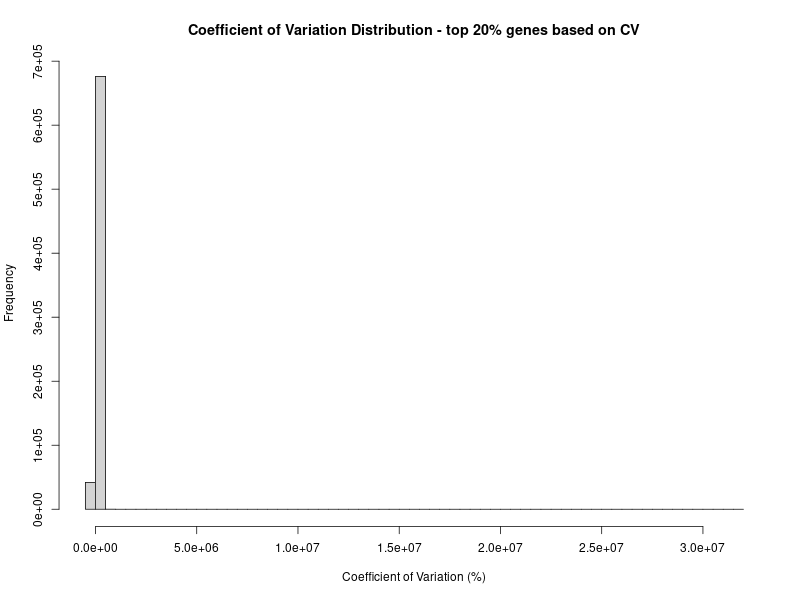 Coefficient of Variation Distribution - top 20% genes based on CV
Frequency
7e+05
6e+05
5e+05
4e+05
3e+05
2e+05
1e+05
0e+00
0.0e+00 5.0e+06 1.0e+07 1.5e+07 2.0e+07 2.5e+07 3.0e+07
Coefficient of Variation (%)